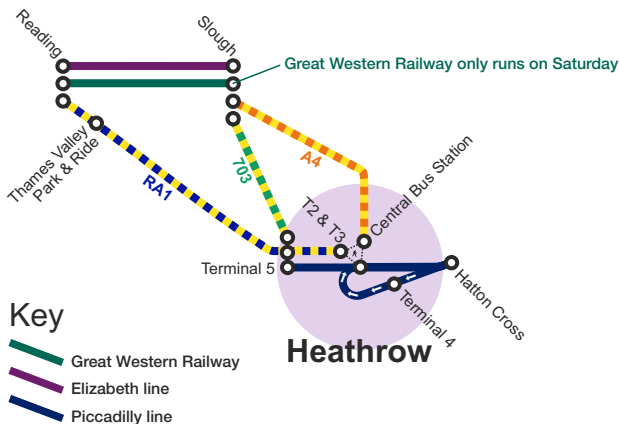 Reading
Slough
Great Western Railway only runs on Saturday
Thames Valley
Park & Ride
RA1
703
A4
T2 & T3
Central Bus Station
Terminal 5
Hatton Cross
Terminal 4
Heathrow
Key
Great Western Railway
Elizabeth line
Piccadilly line